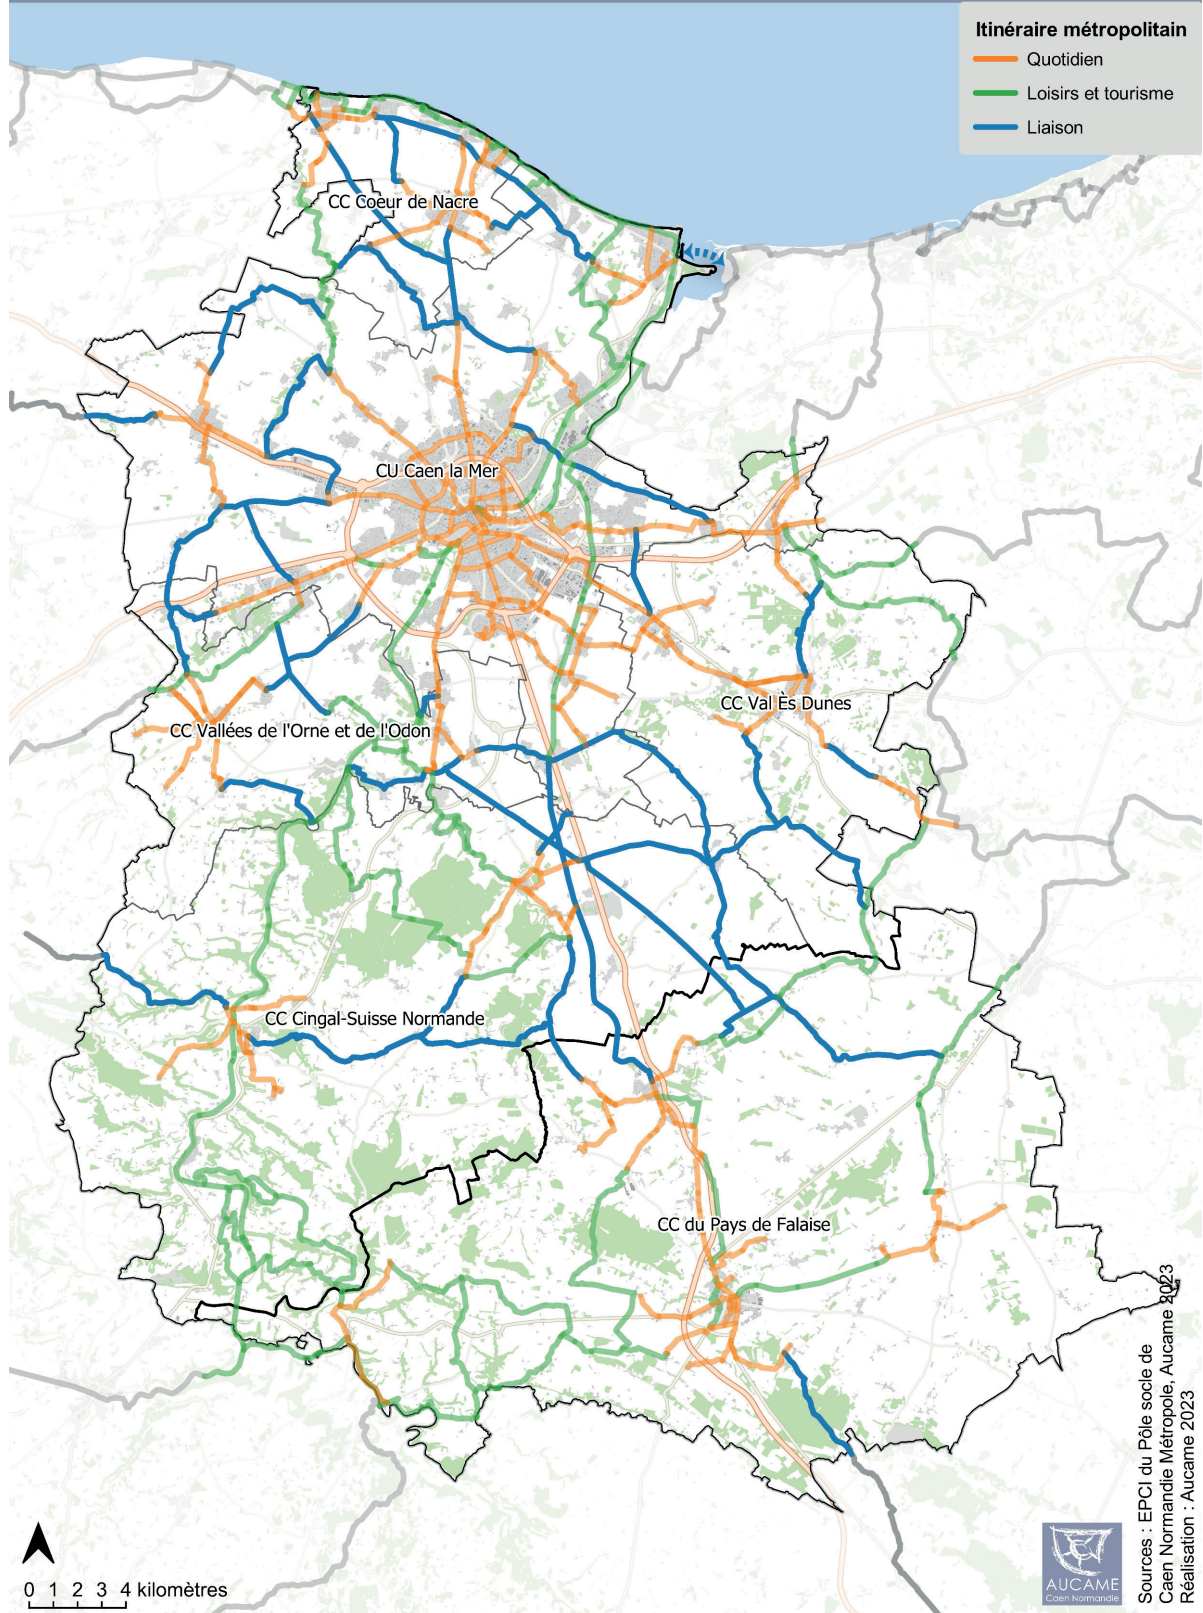 Itinéraire métropolitain
Quotidien
Loisirs et tourisme
Liaison
CC Coeur de Nacre
CU Caen la Mer
CC Val Ès Dunes
CC Vallées de l'Orne et de l'Odon
CC Cingal-Suisse Normande
CC du Pays de Falaise
0 1 2 3 4 kilomètres
AUCAME
Caen Normandie
Sources : EPCI du Pôle socle de
Caen Normandie Métropole, Aucame 2023
Réalisation : Aucame 2023